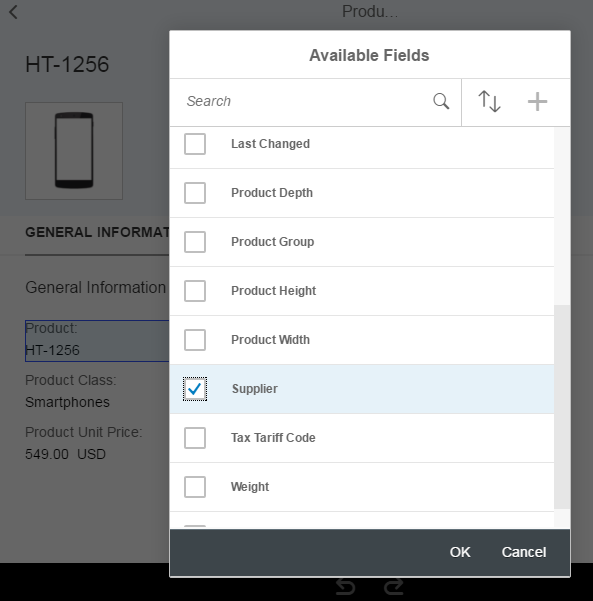 Produ...
HT-1256
GENERAL INFORMAT
General Information
Product:
HT-1256
Product Class:
Smartphones
Product Unit Price:
549.00 USD
Available Fields
Search
Last Changed
Product Depth
Product Group
Product Height
Product Width
Supplier
Tax Tariff Code
Weight
OK Cancel